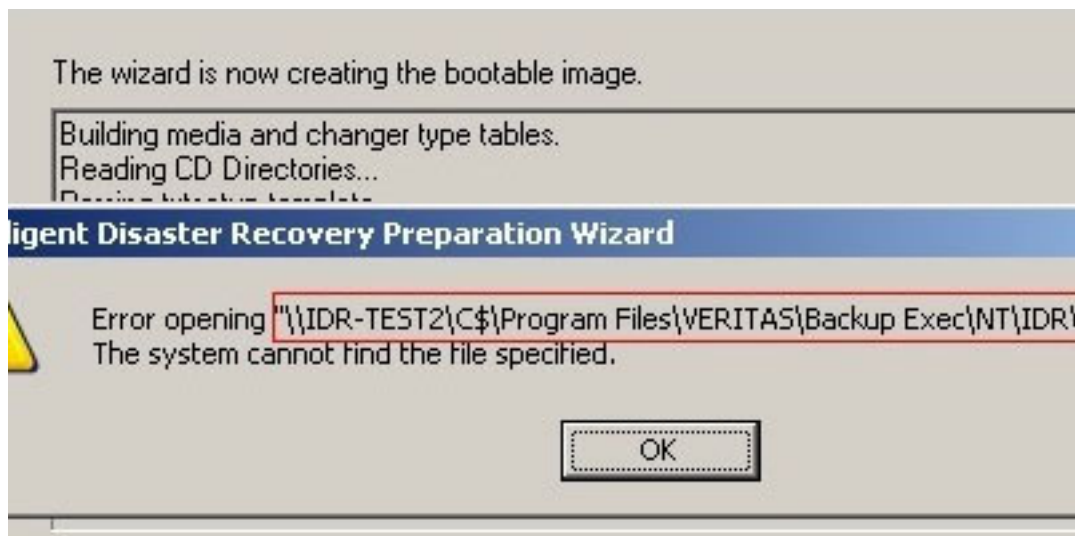 The wizard is now creating the bootable image.
Building media and changer type tables.
Reading CD Directories...
ligent Disaster Recovery Preparation Wizard
Error opening "\\IDR-TEST2\C$\Program Files\VERITAS\Backup Exec\NT\IDR\
The system cannot find the file specified.
OK